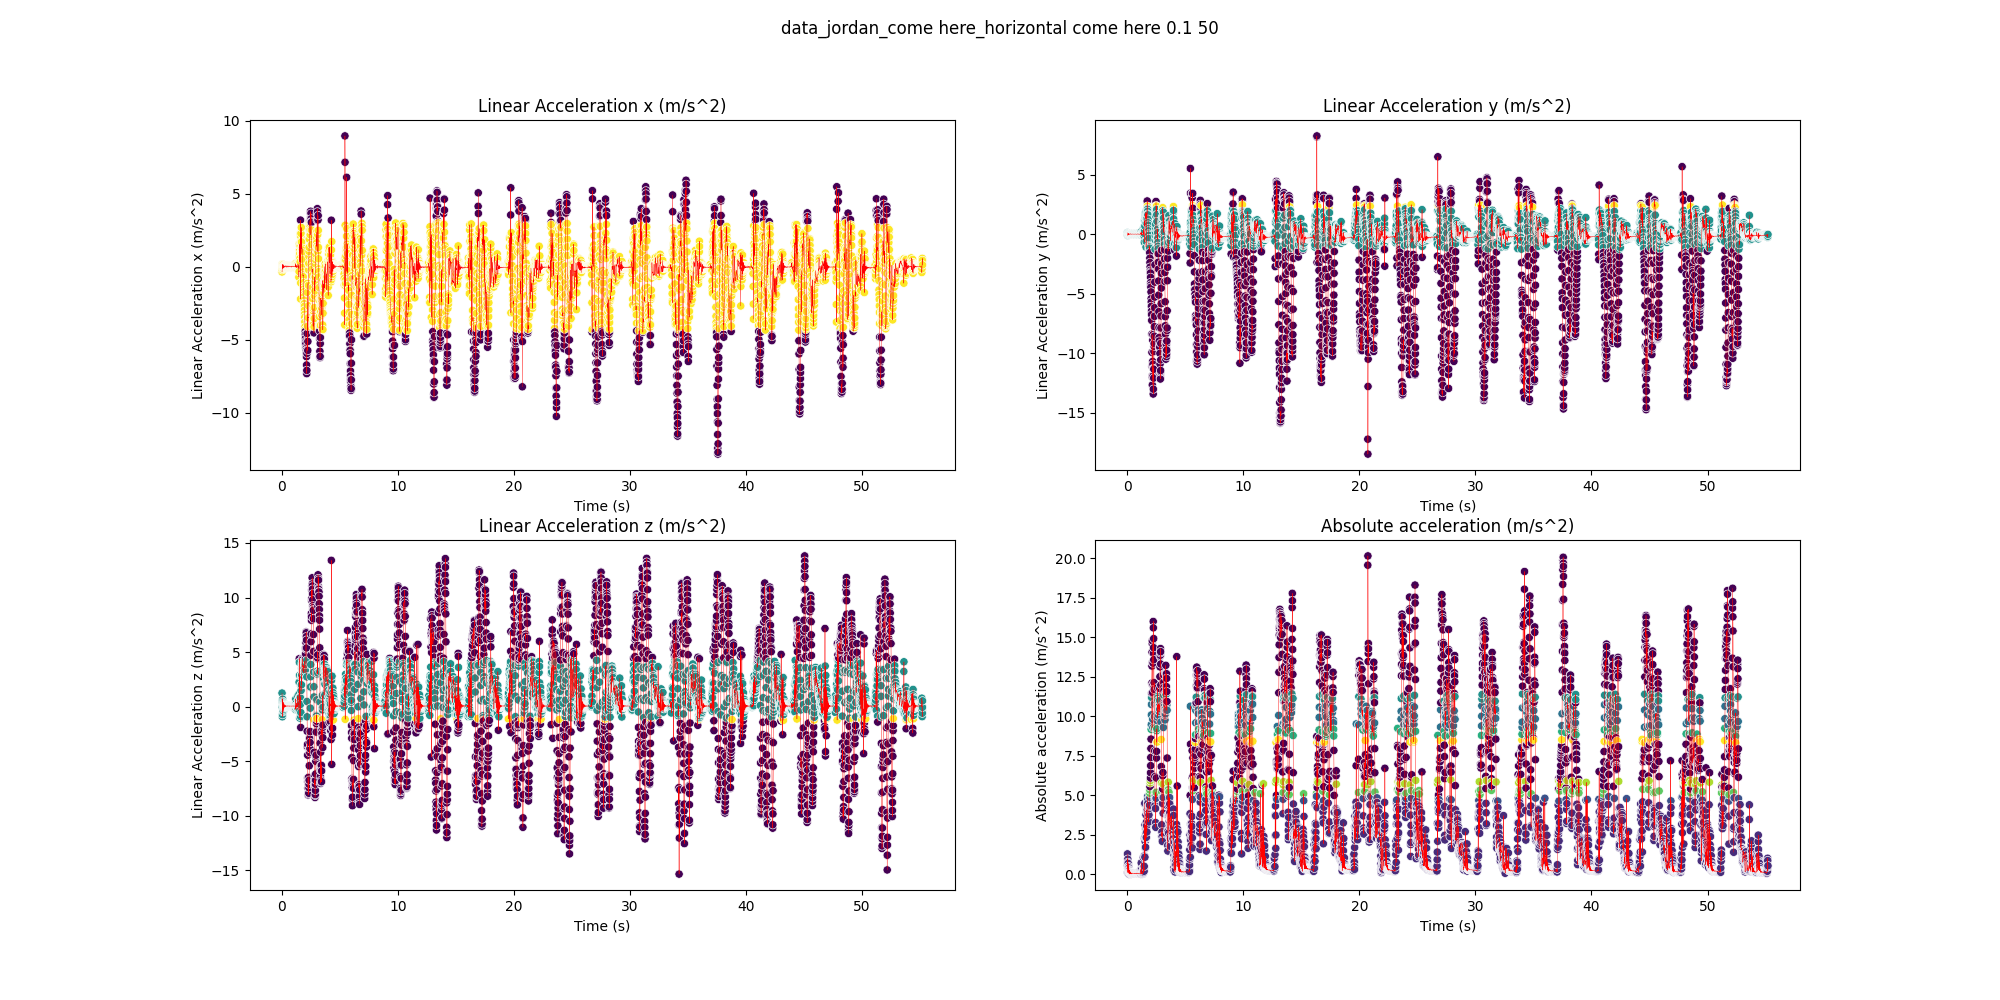 data_jordan_come here_horizontal come here 0.1 50
Linear Acceleration x (m/s^2)
Linear Acceleration x (m/s^2)
10
5
0
−5
−10
0 10 20 30 40 50
Time (s)
Linear Acceleration y (m/s^2)
Linear Acceleration y (m/s^2)
5
0
−5
−10
−15
0 10 20 30 40 50
Time (s)
Linear Acceleration z (m/s^2)
Linear Acceleration z (m/s^2)
15
10
5
0
−5
−10
−15
0 10 20 30 40 50
Time (s)
Absolute acceleration (m/s^2)
Absolute acceleration (m/s^2)
20.0
17.5
15.0
12.5
10.0
7.5
5.0
2.5
0.0
0 10 20 30 40 50
Time (s)